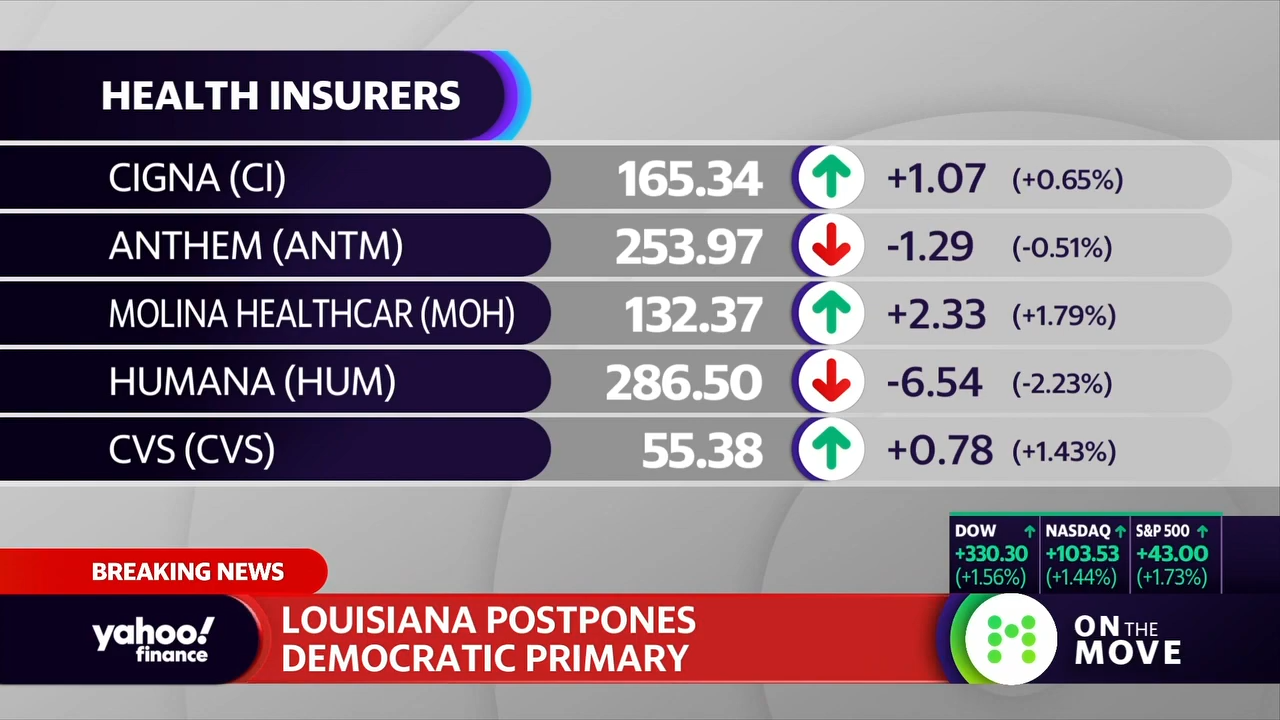 HEALTH INSURERS
CIGNA (CI) 165.34 +1.07 (+0.65%)
ANTHEM (ANTM) 253.97 -1.29 (-0.51%)
MOLINA HEALTHCAR (MOH) 132.37 +2.33 (+1.79%)
HUMANA (HUM) 286.50 -6.54 (-2.23%)
CVS (CVS) 55.38 +0.78 (+1.43%)
DOW NASDAQ S&P 500
+330.30 +103.53 +43.00
(+1.56%) (+1.44%) (+1.73%)
BREAKING NEWS
yahoo!
finance
LOUISIANA POSTPONES
DEMOCRATIC PRIMARY
ON THE
MOVE